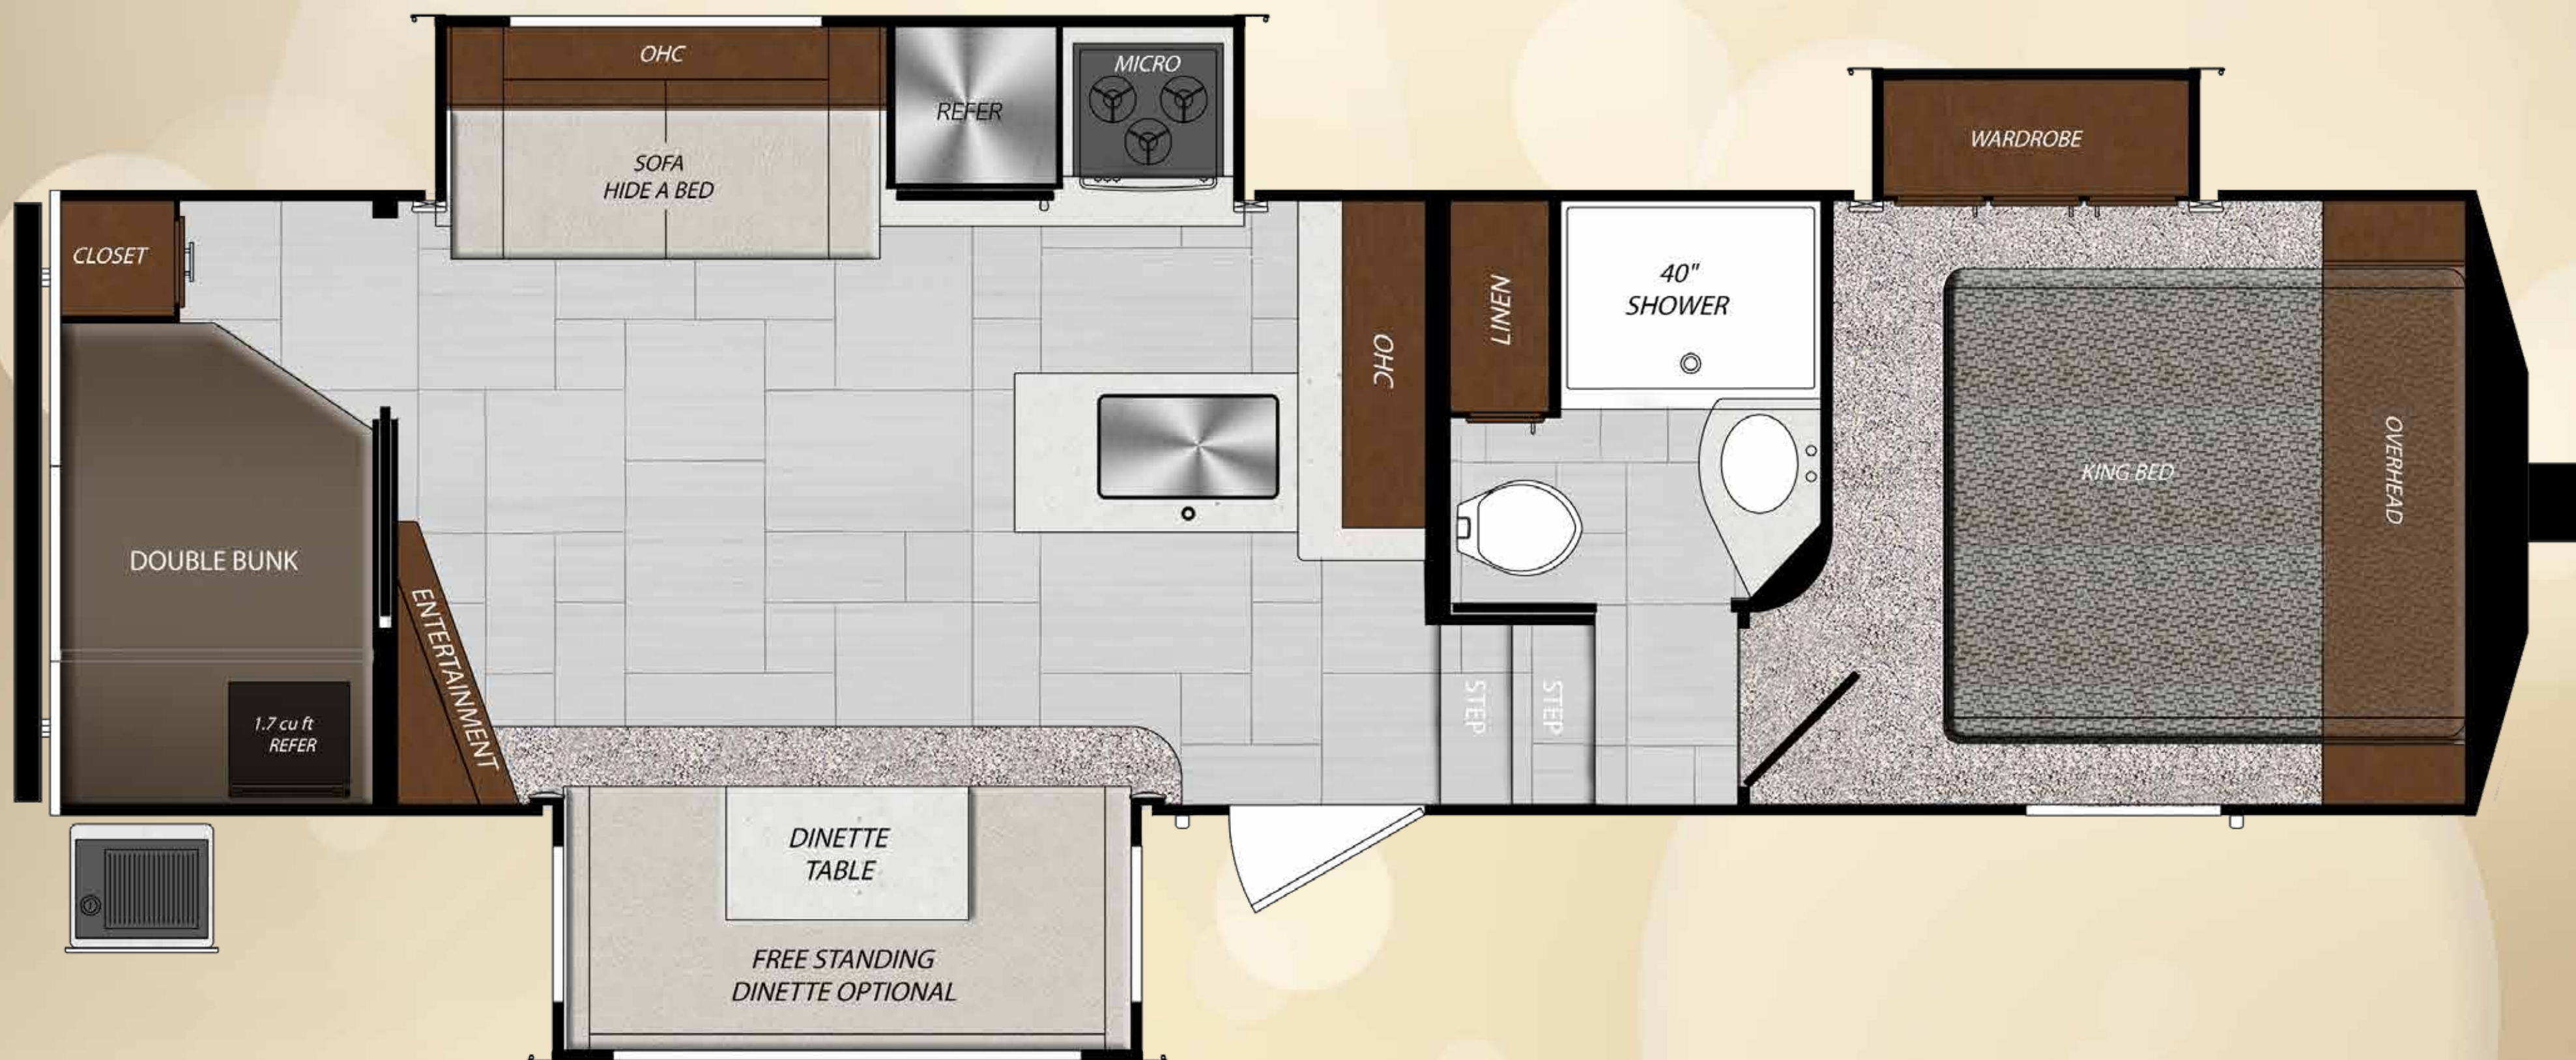 OHC
MICRO
REFER
SOFA
HIDE A BED
WARDROBE
CLOSET
LINEN
40"
SHOWER
OHC
OVERHEAD
KING BED
DOUBLE BUNK
ENTERTAINMENT
STEP
STEP
1.7 cu ft
REFER
DINETTE
TABLE
FREE STANDING
DINETTE OPTIONAL